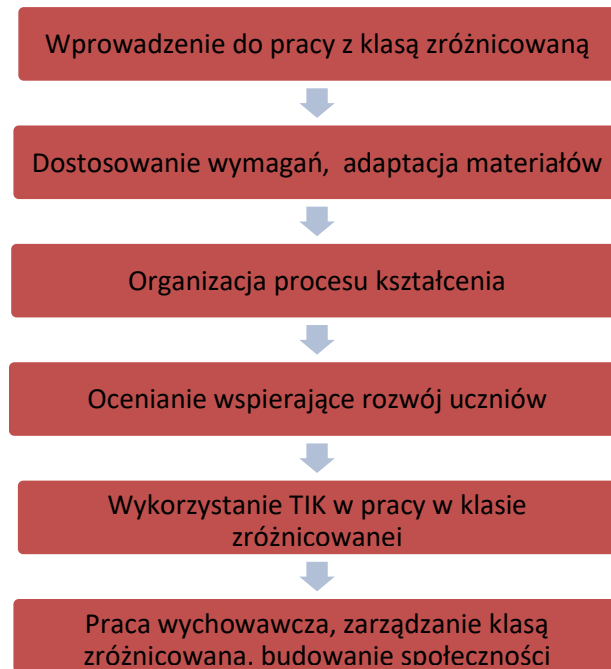 Wprowadzenie do pracy z klasą zróżnicowaną
Dostosowanie wymagań, adaptacja materiałów
Organizacja procesu kształcenia
Ocenianie wspierające rozwój uczniów
Wykorzystanie TIK w pracy w klasie
zróżnicowanej
Praca wychowawcza, zarządzanie klasą
zróżnicowaną, budowanie społeczności